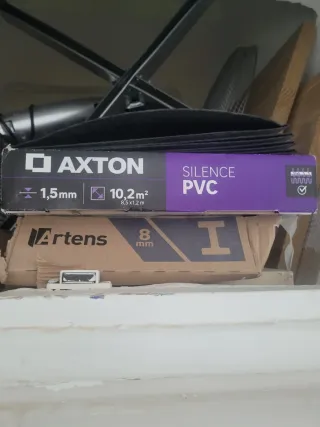 AXTON
SILENCE
PVC
1,5mm
10,2m²
8,5x1,2m
Artens
8
mm